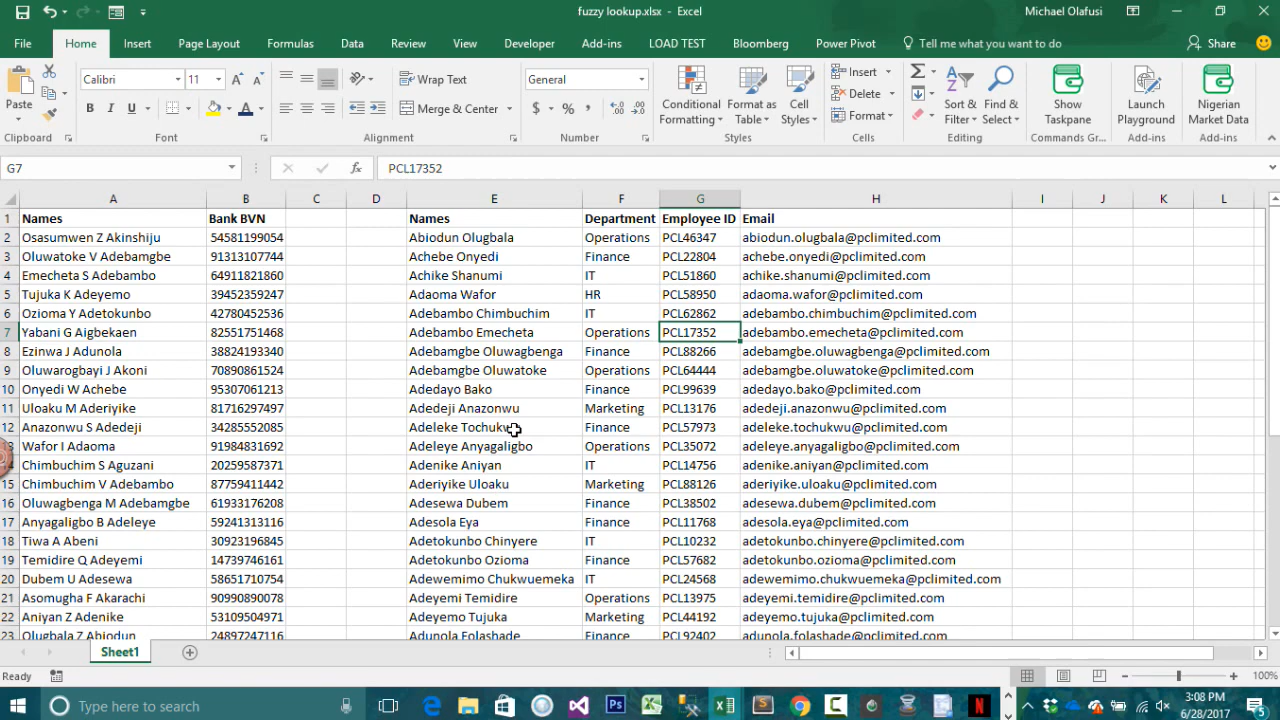 fuzzy lookup.xlsx - Excel
Michael Olafusi
File Home Insert Page Layout Formulas Data Review View Developer Add-ins LOAD TEST Bloomberg Power Pivot Tell me what you want to do Share
Paste
Clipboard
Calibri 11
B I U A
Font
Wrap Text
Merge & Center
Alignment
General
$ % ,
Number
Conditional Formatting
Format as Table
Cell Styles
Styles
Insert
Delete
Format
Cells
Sort & Filter
Find & Select
Editing
Show Taskpane
Commands Gr...
Launch Playground
Add-ins
Nigerian Market Data
Add-ins
G7 fx PCL17352
A B C D E F G H I J K L
1 Names Bank BVN Names Department Employee ID Email
2 Osasumwen Z Akinshiju 54581199054 Abiodun Olugbala Operations PCL46347 abiodun.olugbala@pclimited.com
3 Oluwatoke V Adebamgbe 91313107744 Achebe Onyedi Finance PCL22804 achebe.onyedi@pclimited.com
4 Emecheta S Adebambo 64911821860 Achike Shanumi IT PCL51860 achike.shanumi@pclimited.com
5 Tujuka K Adeyemo 39452359247 Adaoma Wafor HR PCL58950 adaoma.wafor@pclimited.com
6 Ozioma Y Adetokunbo 42780452536 Adebambo Chimbuchim IT PCL62862 adebambo.chimbuchim@pclimited.com
7 Yabani G Aigbekaen 82551751468 Adebambo Emecheta Operations PCL17352 adebambo.emecheta@pclimited.com
8 Ezinwa J Adunola 38824193340 Adebamgbe Oluwagbenga Finance PCL88266 adebamgbe.oluwagbenga@pclimited.com
9 Oluwarogbayi J Akoni 70890861524 Adebamgbe Oluwatoke Operations PCL64444 adebamgbe.oluwatoke@pclimited.com
10 Onyedi W Achebe 95307061213 Adedayo Bako Finance PCL99639 adedayo.bako@pclimited.com
11 Uloaku M Aderiyike 81716297497 Adedeji Anazonwu Marketing PCL13176 adedeji.anazonwu@pclimited.com
12 Anazonwu S Adedeji 34285552085 Adeleke Finance PCL57973 adeleke.tochukwu@pclimited.com
13 Wafor I Adaoma 91984831692 Adeleye Anyagaligbo Operations PCL35072 adeleye.anyagaligbo@pclimited.com
14 Chimbuchim S Aguzani 20259587371 Adenike Aniyan IT PCL14756 adenike.aniyan@pclimited.com
15 Chimbuchim V Adebambo 87759411442 Aderiyike Uloaku Marketing PCL88126 aderiyike.uloaku@pclimited.com
16 Oluwagbenga M Adebamgbe 61933176208 Adesewa Dubem Finance PCL38502 adesewa.dubem@pclimited.com
17 Anyagaligbo B Adeleye 59241313116 Adesola Eya Finance PCL11768 adesola.eya@pclimited.com
18 Tiwa A Abeni 30923196845 Adetokunbo Chinyere IT PCL10232 adetokunbo.chinyere@pclimited.com
19 Temidire Q Adeyemi 14739746161 Adetokunbo Ozioma Finance PCL57682 adetokunbo.ozioma@pclimited.com
20 Dubem U Adesewa 58651710754 Adewemimo Chukwuemeka IT PCL24568 adewemimo.chukwuemeka@pclimited.com
21 Asomugha F Akarachi 90990890078 Adeyemi Temidire Operations PCL13975 adeyemi.temidire@pclimited.com
22 Aniyan Z Adenike 53109504971 Adeyemo Tujuka Marketing PCL44192 adeyemo.tujuka@pclimited.com
23 Olugbala Z Abiodun 24897247116 Adunola Folashade Finance PCL92402 adunola.folashade@pclimited.com
Sheet1
Ready
100%
Type here to search
3:08 PM
6/28/2017
5